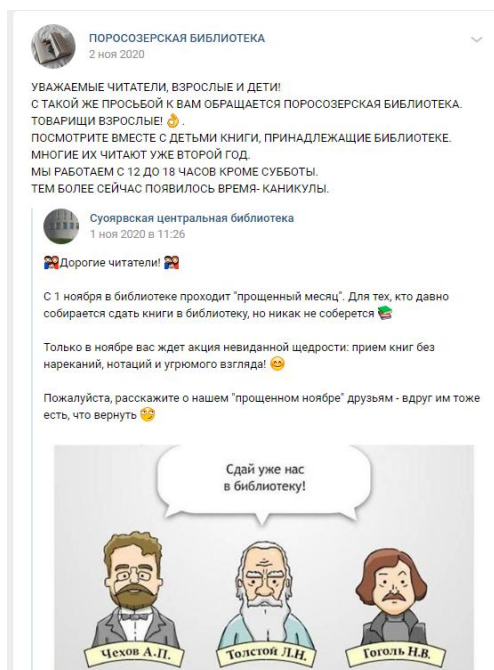 ПОРОСОЗЕРСКАЯ БИБЛИОТЕКА
2 ноя 2020
УВАЖАЕМЫЕ ЧИТАТЕЛИ, ВЗРОСЛЫЕ И ДЕТИ!
С ТАКОЙ ЖЕ ПРОСЬБОЙ К ВАМ ОБРАЩАЕТСЯ ПОРОСОЗЕРСКАЯ БИБЛИОТЕКА.
ТОВАРИЩИ ВЗРОСЛЫЕ! 👌.
ПОСМОТРИТЕ ВМЕСТЕ С ДЕТЬМИ КНИГИ, ПРИНАДЛЕЖАЩИЕ БИБЛИОТЕКЕ.
МНОГИЕ ИХ ЧИТАЮТ УЖЕ ВТОРОЙ ГОД.
МЫ РАБОТАЕМ С 12 ДО 18 ЧАСОВ КРОМЕ СУББОТЫ.
ТЕМ БОЛЕЕ СЕЙЧАС ПОЯВИЛОСЬ ВРЕМЯ- КАНИКУЛЫ.
Суоярвская центральная библиотека
1 ноя 2020 в 11:26
Дорогие читатели!
С 1 ноября в библиотеке проходит "прощенный месяц". Для тех, кто давно
собирается сдать книги в библиотеку, но никак не соберется 📚
Только в ноябре вас ждет акция невиданной щедрости: прием книг без
нареканий, нотаций и угрюмого взгляда! 😊
Пожалуйста, расскажите о нашем "прощенном ноябре" друзьям - вдруг им тоже
есть, что вернуть 🧐
Сдай уже нас
в библиотеку!
Чехов А.П.
Толстой Л.Н.
Гоголь Н.В.